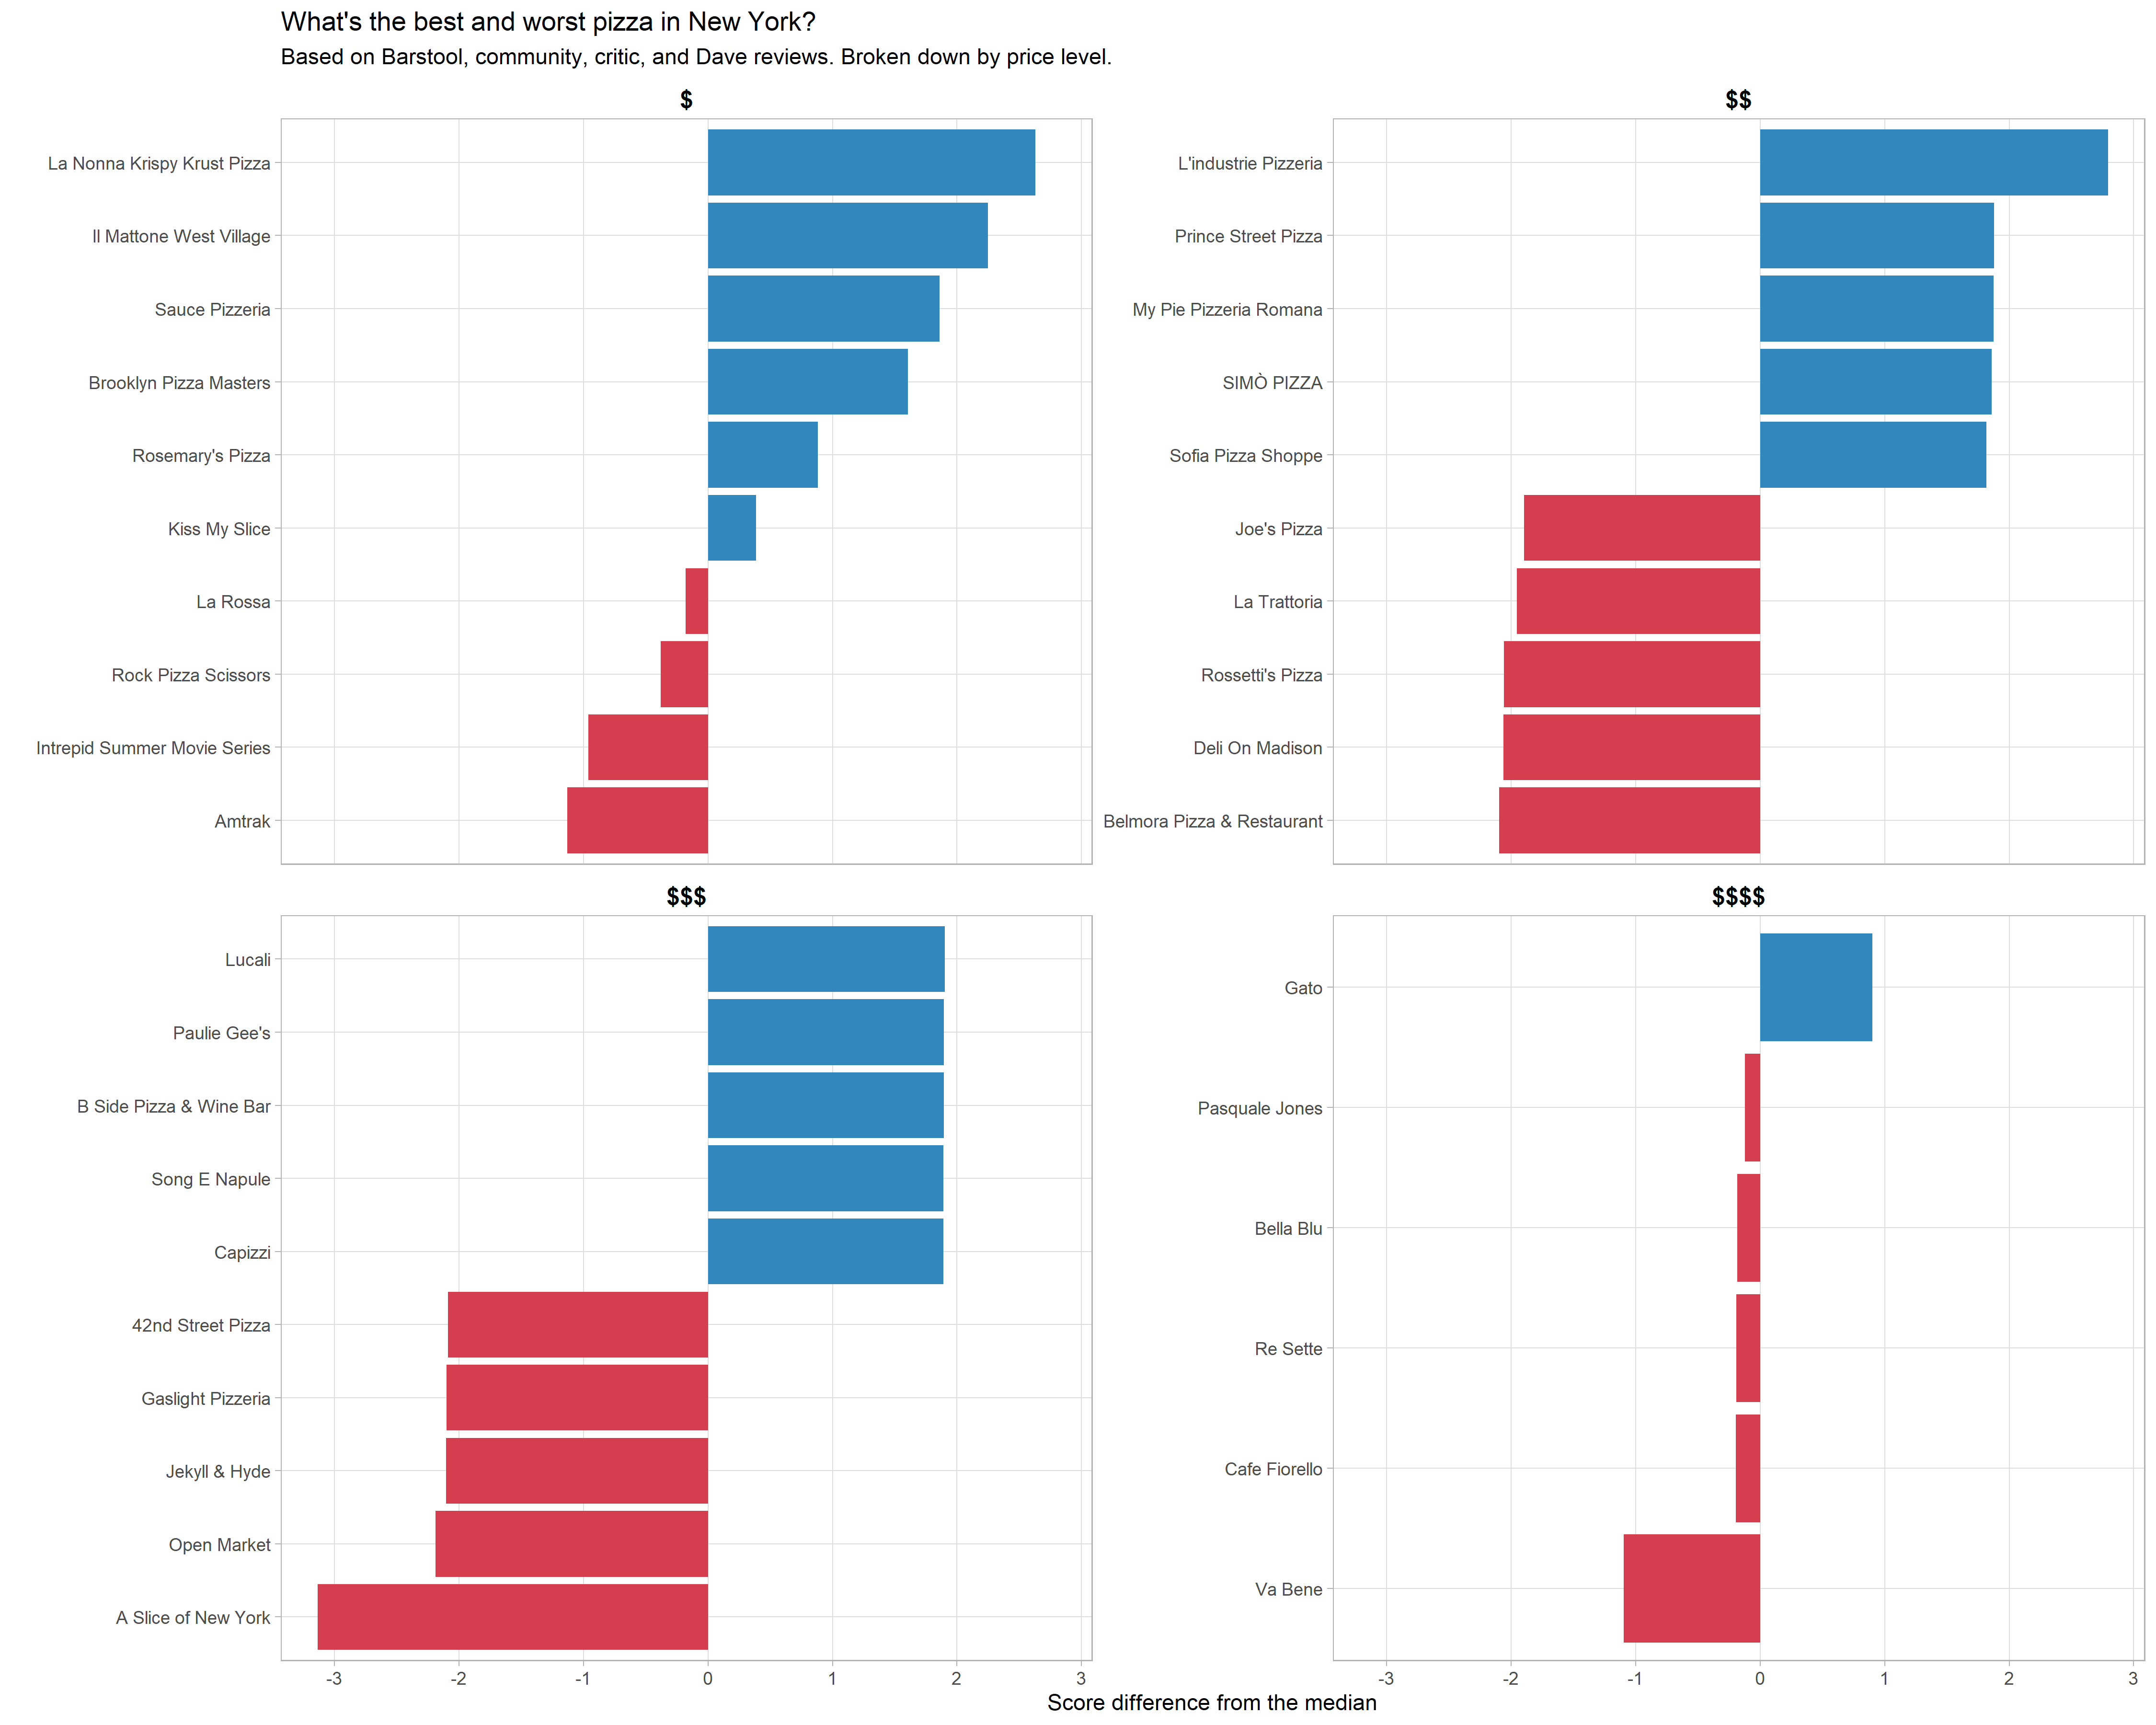 What's the best and worst pizza in New York?
Based on Barstool, community, critic, and Dave reviews. Broken down by price level.
$
La Nonna Krispy Krust Pizza
Il Mattone West Village
Sauce Pizzeria
Brooklyn Pizza Masters
Rosemary's Pizza
Kiss My Slice
La Rossa
Rock Pizza Scissors
Intrepid Summer Movie Series
Amtrak
$$
L'industrie Pizzeria
Prince Street Pizza
My Pie Pizzeria Romana
SIMÒ PIZZA
Sofia Pizza Shoppe
Joe's Pizza
La Trattoria
Rossetti's Pizza
Deli On Madison
Belmora Pizza & Restaurant
$$$
Lucali
Paulie Gee's
B Side Pizza & Wine Bar
Song E Napule
Capizzi
42nd Street Pizza
Gaslight Pizzeria
Jekyll & Hyde
Open Market
A Slice of New York
-3 -2 -1 0 1 2 3
$$$$
Gato
Pasquale Jones
Bella Blu
Re Sette
Cafe Fiorello
Va Bene
-3 -2 -1 0 1 2 3
Score difference from the median